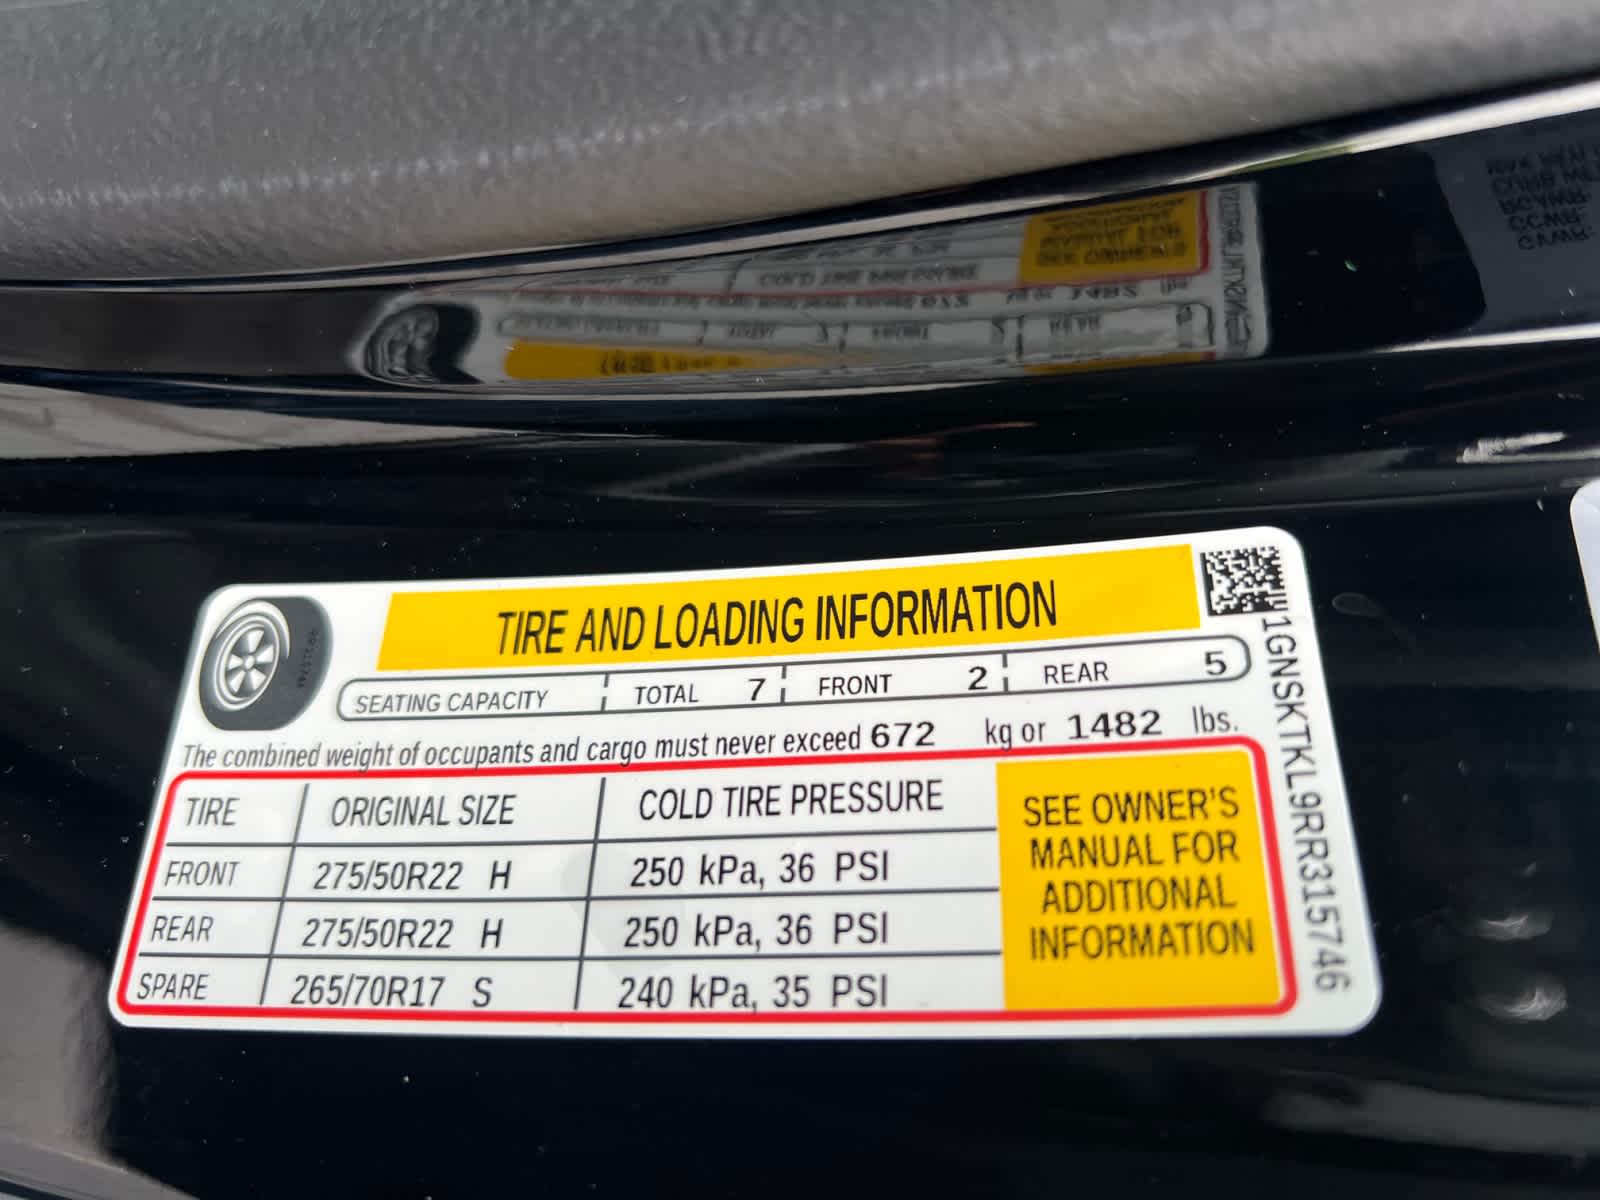 TIRE AND LOADING INFORMATION
SEATING CAPACITY TOTAL 7 FRONT 2 REAR 5
The combined weight of occupants and cargo must never exceed 672 kg or 1482 lbs.
TIRE ORIGINAL SIZE COLD TIRE PRESSURE
FRONT 275/50R22 H 250 kPa, 36 PSI
REAR 275/50R22 H 250 kPa, 36 PSI
SPARE 265/70R17 S 240 kPa, 35 PSI
SEE OWNER'S
MANUAL FOR
ADDITIONAL
INFORMATION
1GNSKTKL9RR315746